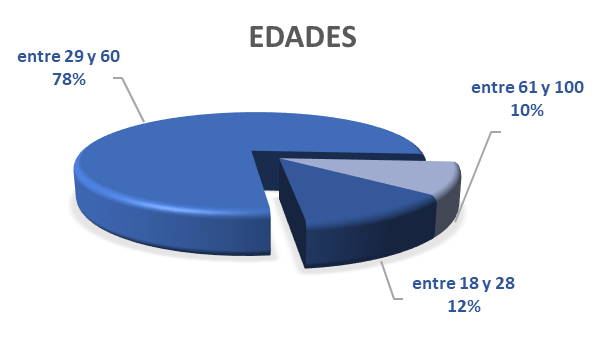 EDADES
entre 29 y 60
78%
entre 61 y 100
10%
entre 18 y 28
12%